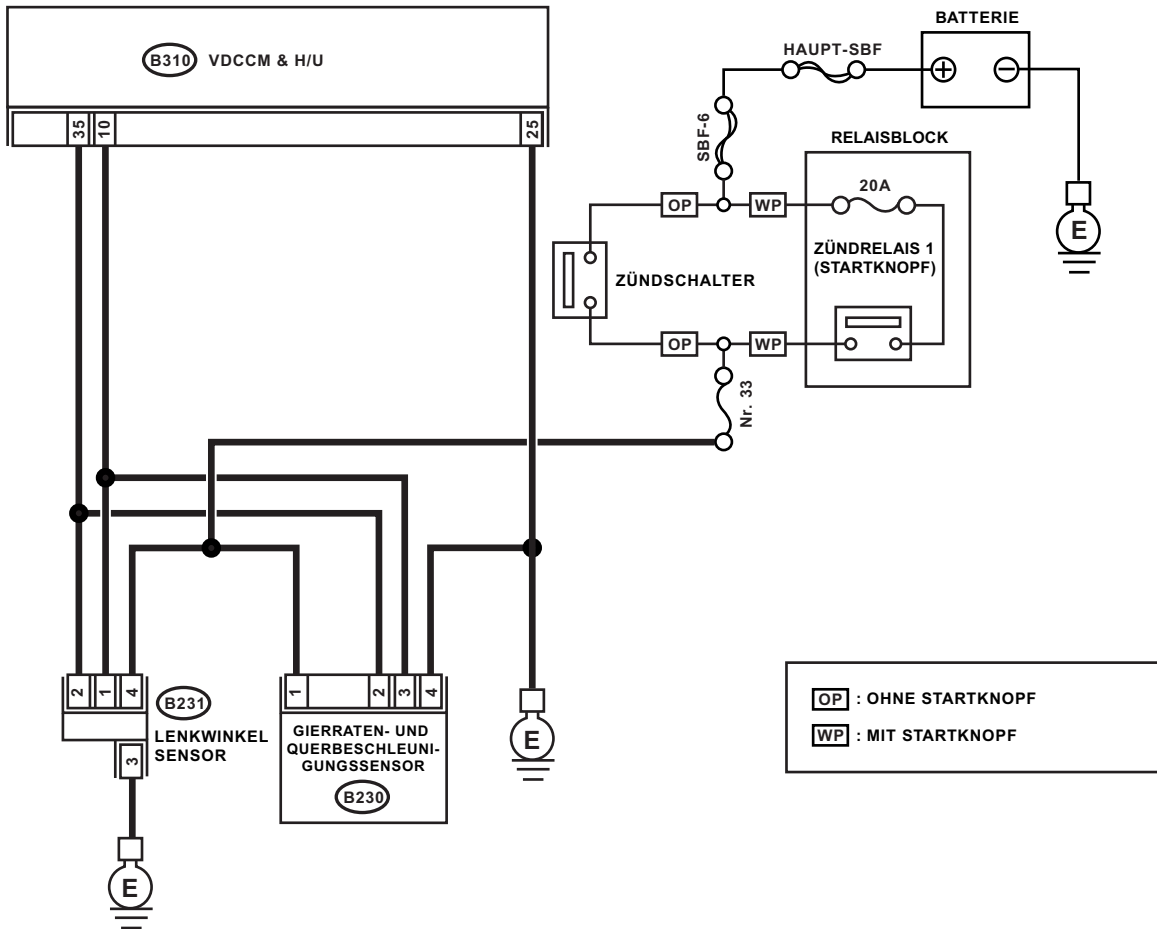 BATTERIE
HAUPT-SBF
B310 VDCCM & H/U
35 10 25
SBF-6
RELAISBLOCK
20A
OP WP
E
ZÜNDRELAIS 1
(STARTKNOPF)
ZÜNDSCHALTER
OP WP
Nr. 33
2 1 4
B231
LENKWINKEL
SENSOR
3
1 2 3 4
GIERRATEN- UND
QUERBESCHLEUNI-
GUNGSSENSOR
B230
E
E
OP : OHNE STARTKNOPF
WP : MIT STARTKNOPF